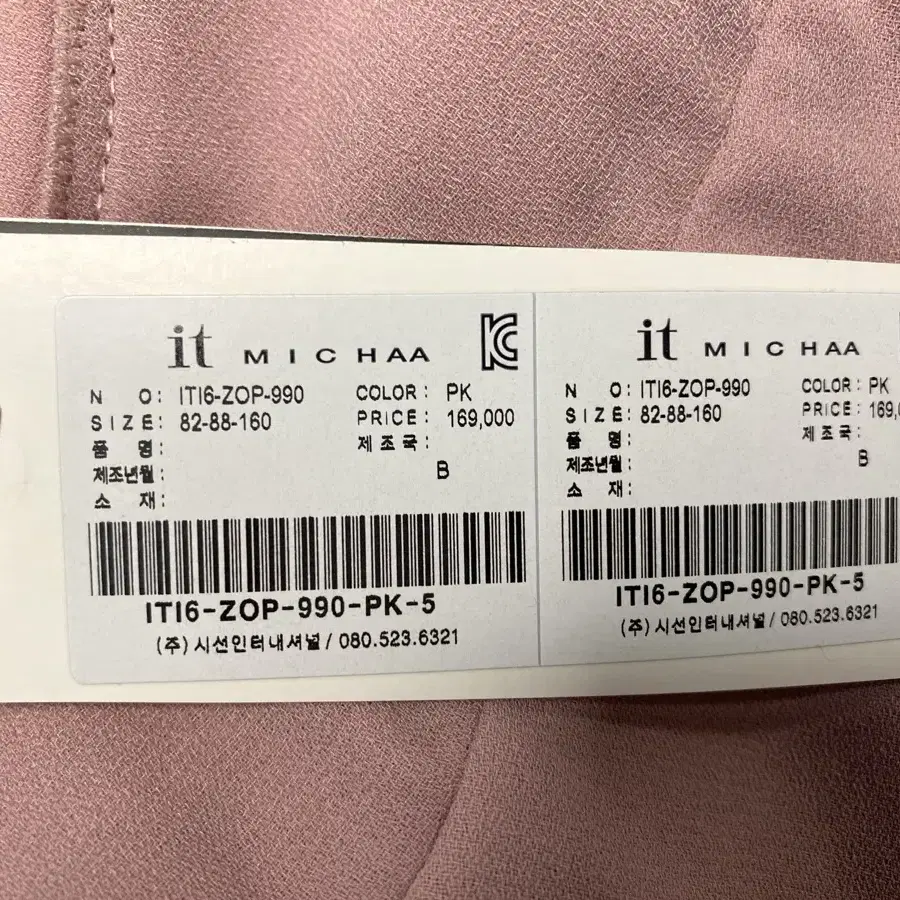 it MICHAA KC
N O: ITI6-ZOP-990 COLOR: PK
SIZE: 82-88-160 PRICE: 169,000
품 명: 제조국:
제조년월: B
소 재:
ITI6-ZOP-990-PK-5
(주)시선인터내셔널/080.523.6321
it MICHAA
N O: ITI6-ZOP-990 COLOR: PK
SIZE: 82-88-160 PRICE: 169,
품 명: 제조국:
제조년월: B
소 재:
ITI6-ZOP-990-PK-5
(주)시선인터내셔널/080.523.6321